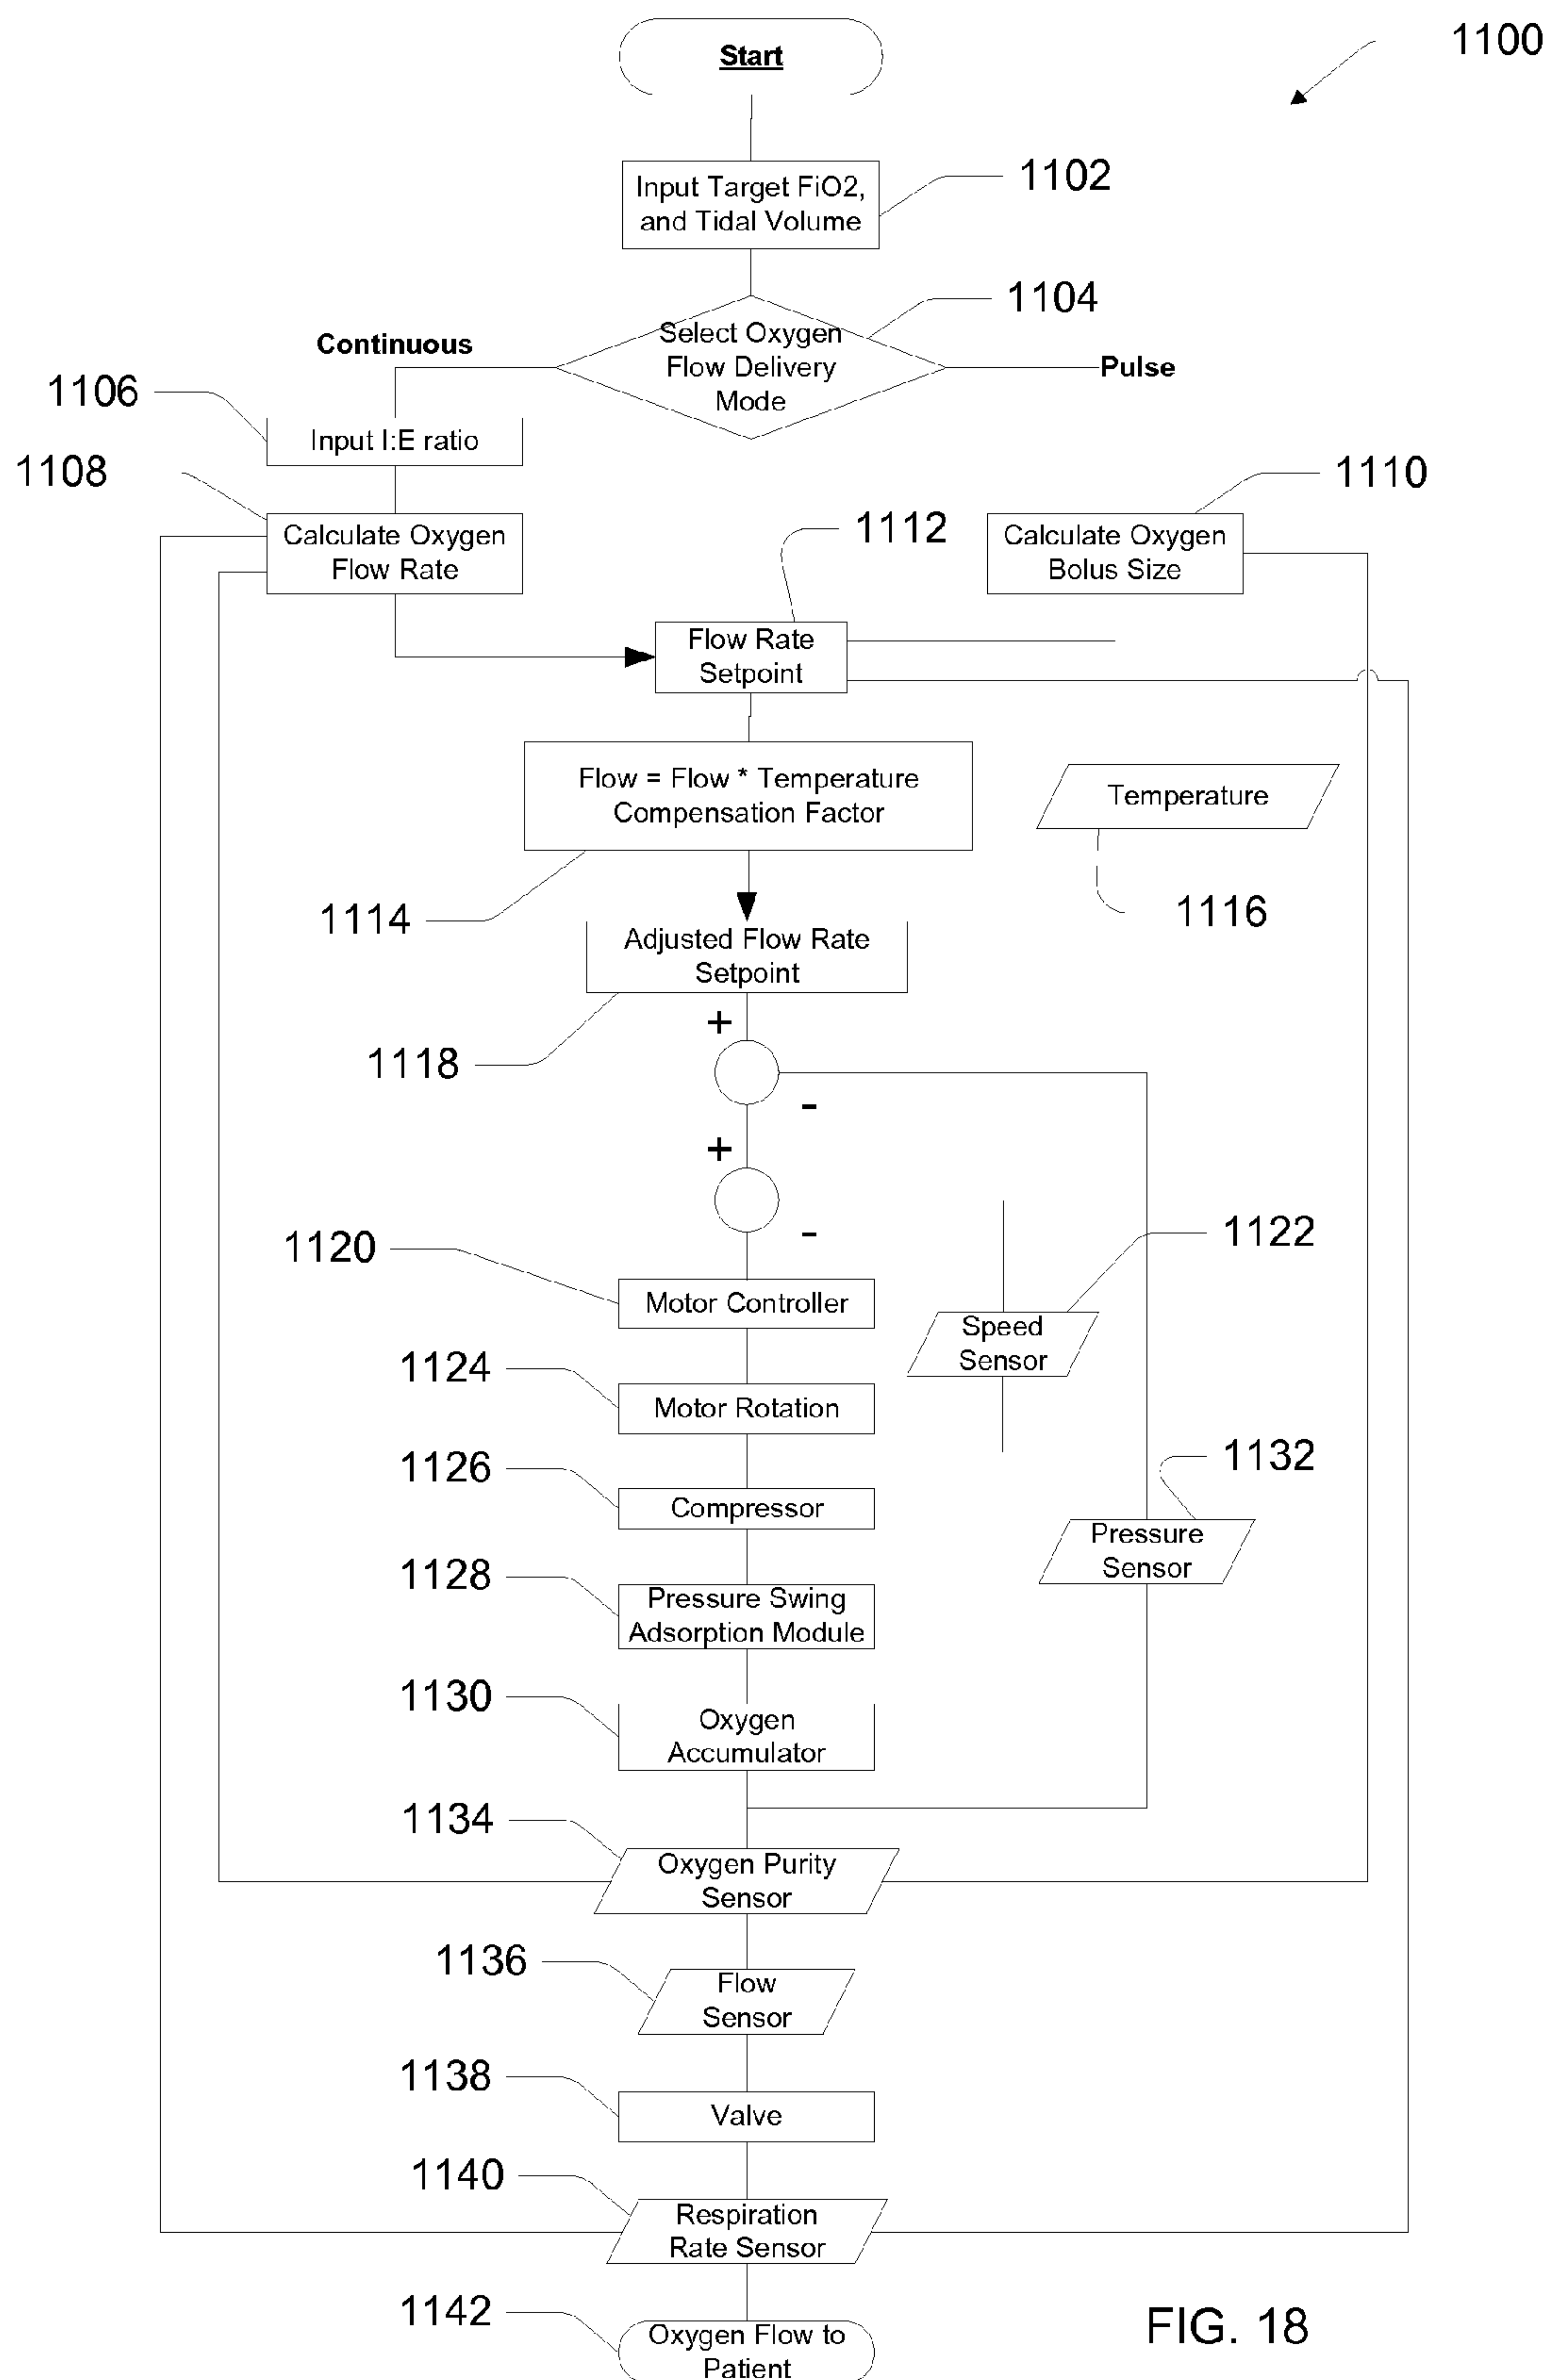 Start
1100
Input Target FiO2,
and Tidal Volume
1102
1104
Select Oxygen
Flow Delivery
Mode
Continuous
Pulse
1106
Input I:E ratio
1108
1110
Calculate Oxygen
Flow Rate
1112
Calculate Oxygen
Bolus Size
Flow Rate
Setpoint
Flow = Flow * Temperature
Compensation Factor
Temperature
1114
1116
Adjusted Flow Rate
Setpoint
+
1118
-
+
-
1120
1122
Motor Controller
Speed
Sensor
1124
Motor Rotation
1126
1132
Compressor
Pressure
Sensor
1128
Pressure Swing
Adsorption Module
1130
Oxygen
Accumulator
1134
Oxygen Purity
Sensor
1136
Flow
Sensor
1138
Valve
1140
Respiration
Rate Sensor
1142
Oxygen Flow to
Patient
FIG. 18